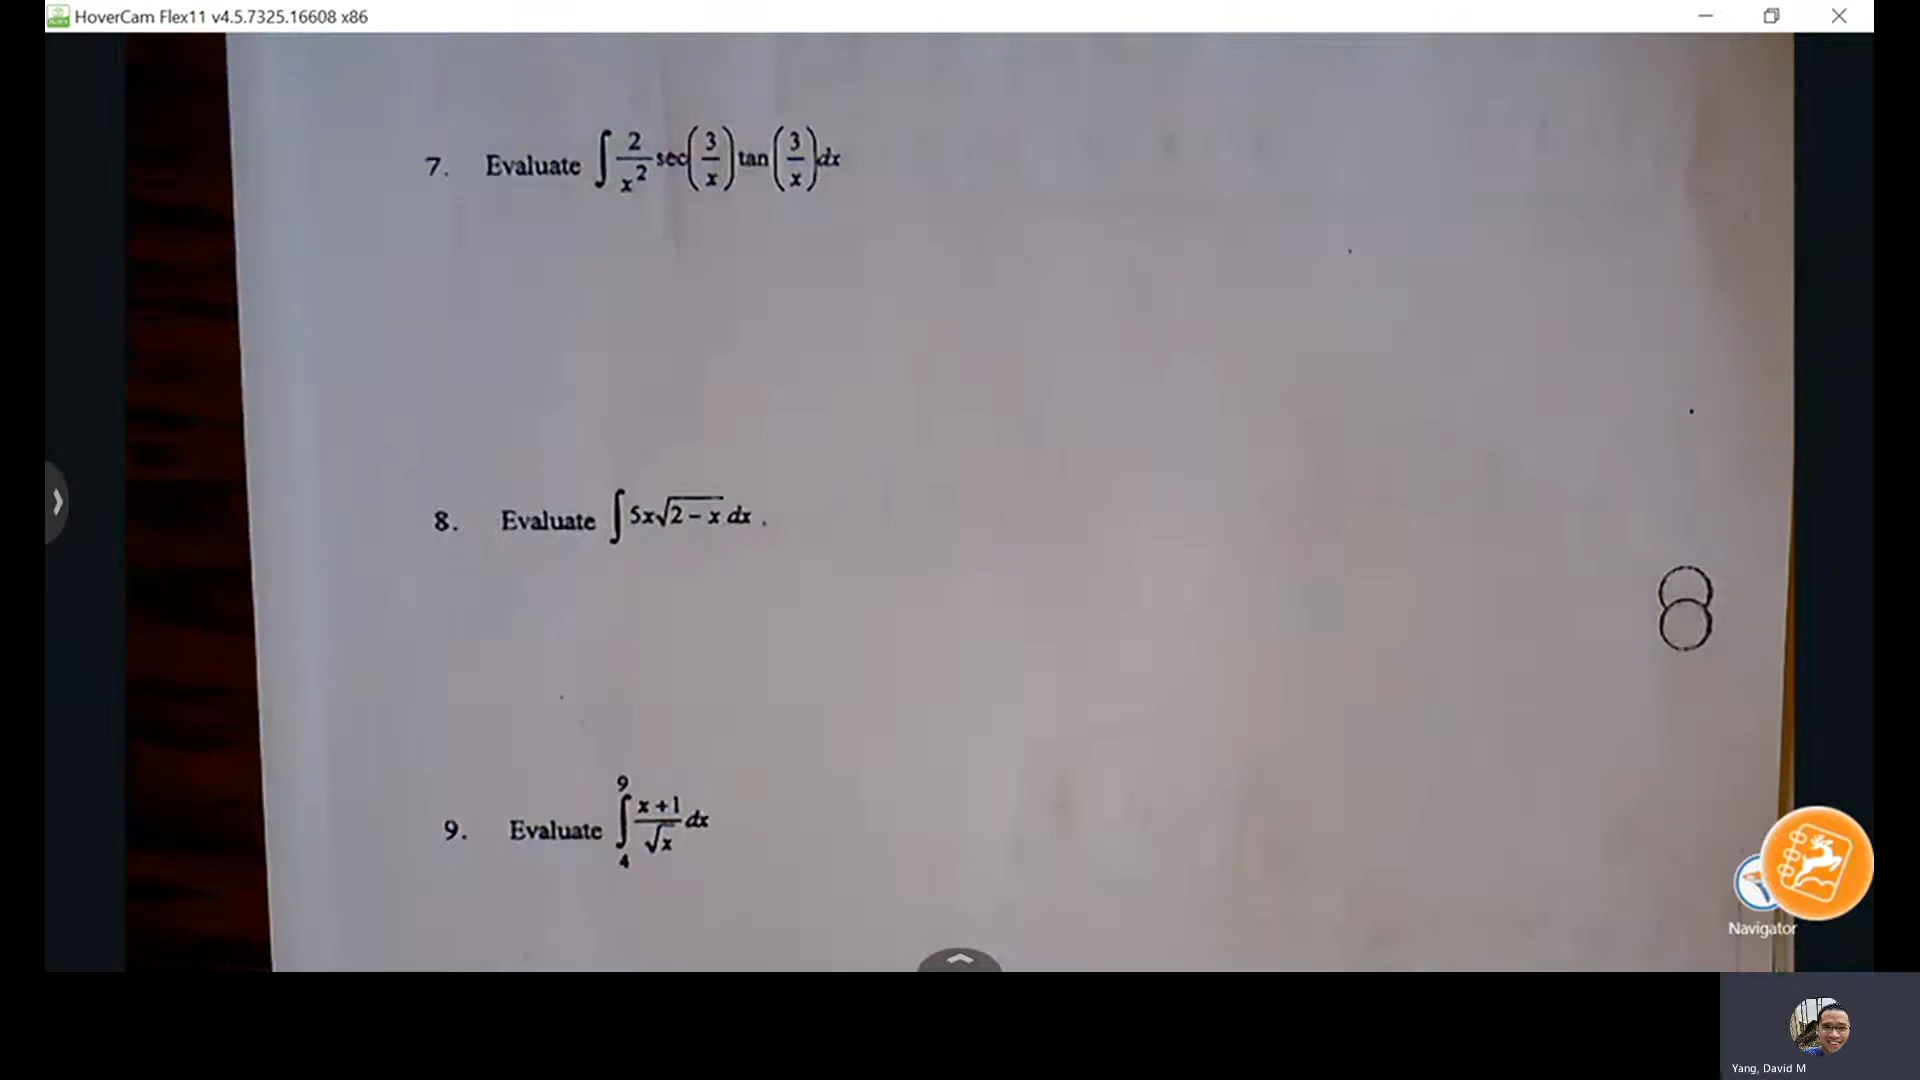 HoverCam Flex11 v4.5.7325.16608 x86
7. Evaluate ∫ 2/x² sec(3/x) tan(3/x) dx
8. Evaluate ∫ 5x√(2 − x) dx .
8
9. Evaluate ∫₄⁹ (x + 1)/√x dx
Navigator
Yang, David M